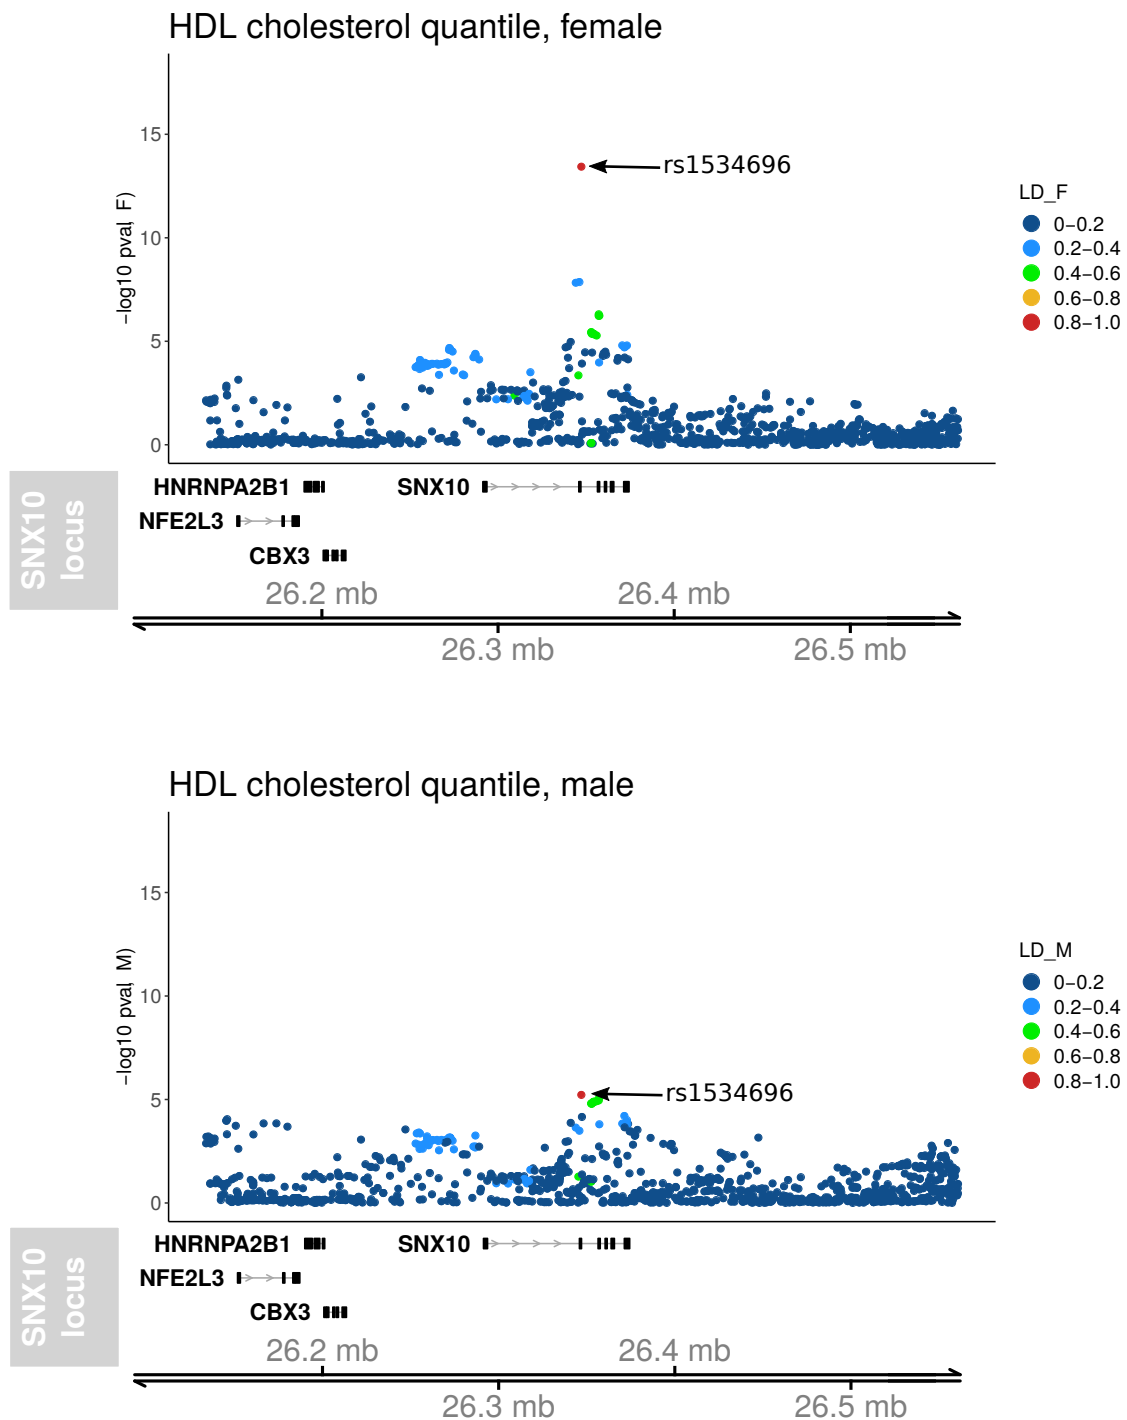 HDL cholesterol quantile, female
15
10
5
0
−log10 pval, F)
rs1534696
LD_F
0−0.2
0.2−0.4
0.4−0.6
0.6−0.8
0.8−1.0
SNX10
locus
HNRNPA2B1
SNX10
NFE2L3
CBX3
26.2 mb
26.4 mb
26.3 mb
26.5 mb
HDL cholesterol quantile, male
15
10
5
0
−log10 pval, M)
rs1534696
LD_M
0−0.2
0.2−0.4
0.4−0.6
0.6−0.8
0.8−1.0
SNX10
locus
HNRNPA2B1
SNX10
NFE2L3
CBX3
26.2 mb
26.4 mb
26.3 mb
26.5 mb